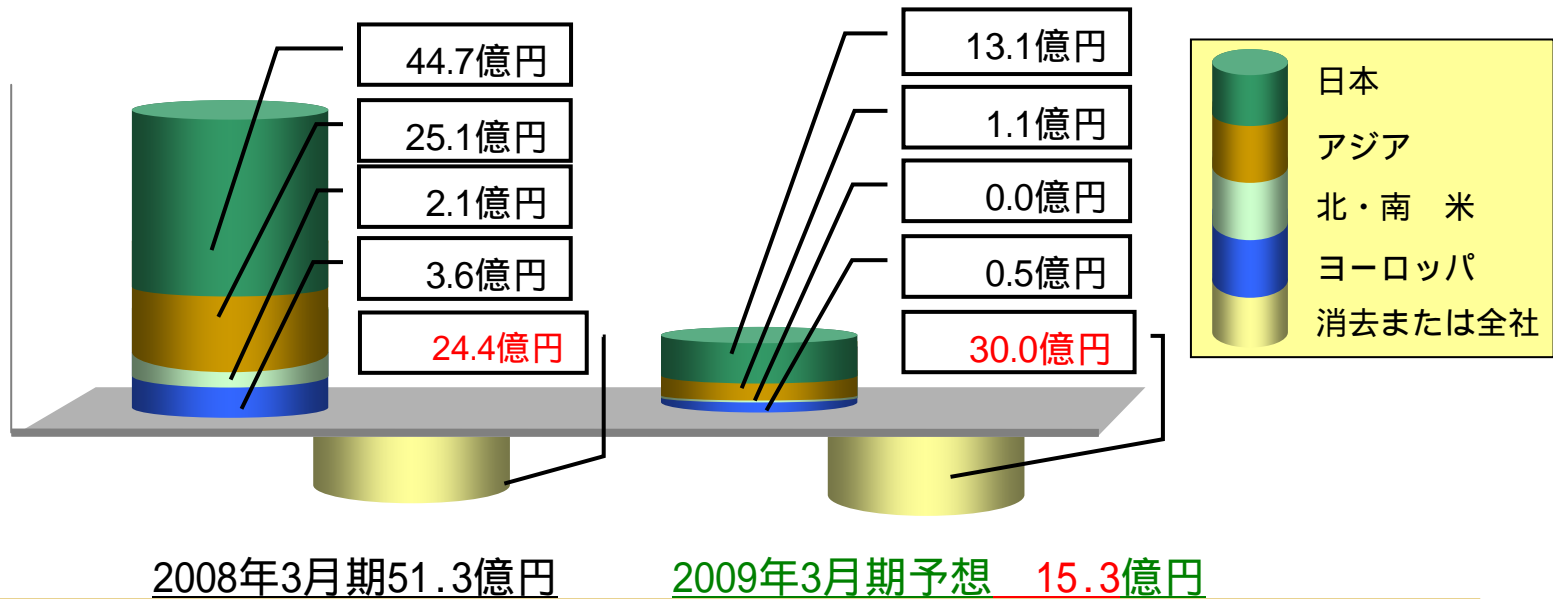 44.7億円
25.1億円
2.1億円
3.6億円
24.4億円
13.1億円
1.1億円
0.0億円
0.5億円
30.0億円
日本
アジア
北・南　米
ヨーロッパ
消去または全社
2008年3月期51.3億円
2009年3月期予想　15.3億円